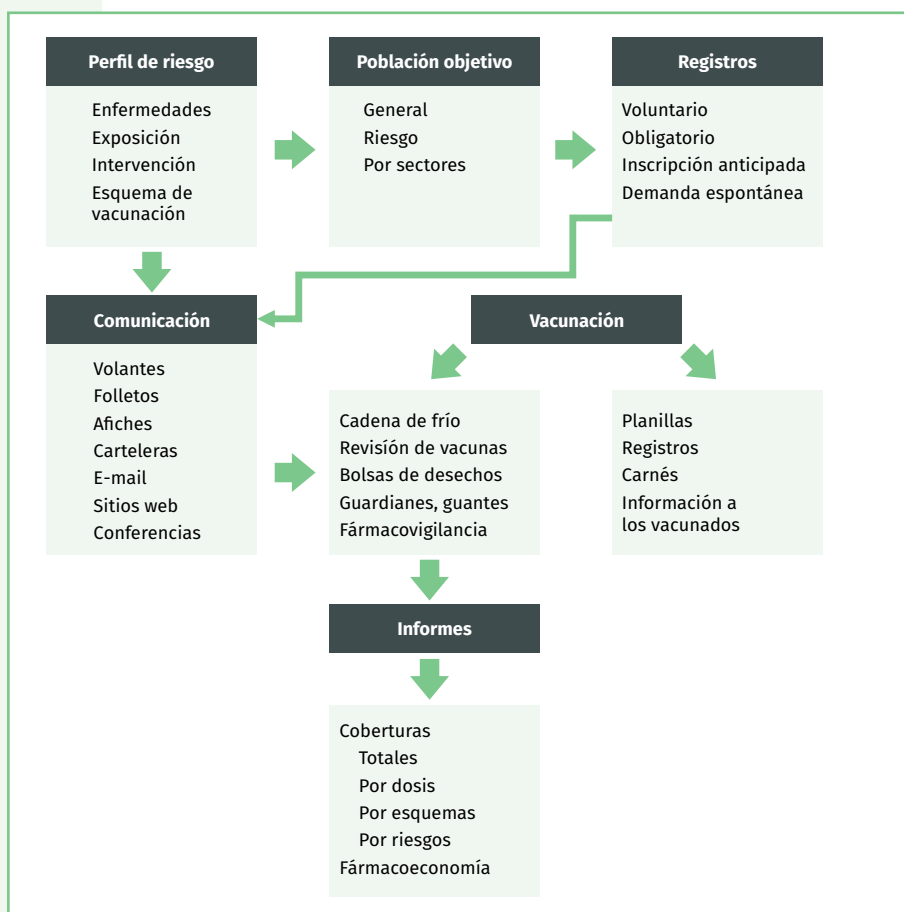 Perfil de riesgo
Enfermedades
Exposición
Intervención
Esquema de
vacunación
Población objetivo
General
Riesgo
Por sectores
Registros
Voluntario
Obligatorio
Inscripción anticipada
Demanda espontánea
Comunicación
Volantes
Folletos
Afiches
Carteleras
E-mail
Sitios web
Conferencias
Vacunación
Cadena de frío
Revisíón de vacunas
Bolsas de desechos
Guardianes, guantes
Fármacovigilancia
Planillas
Registros
Carnés
Información a
los vacunados
Informes
Coberturas
Totales
Por dosis
Por esquemas
Por riesgos
Fármacoeconomía